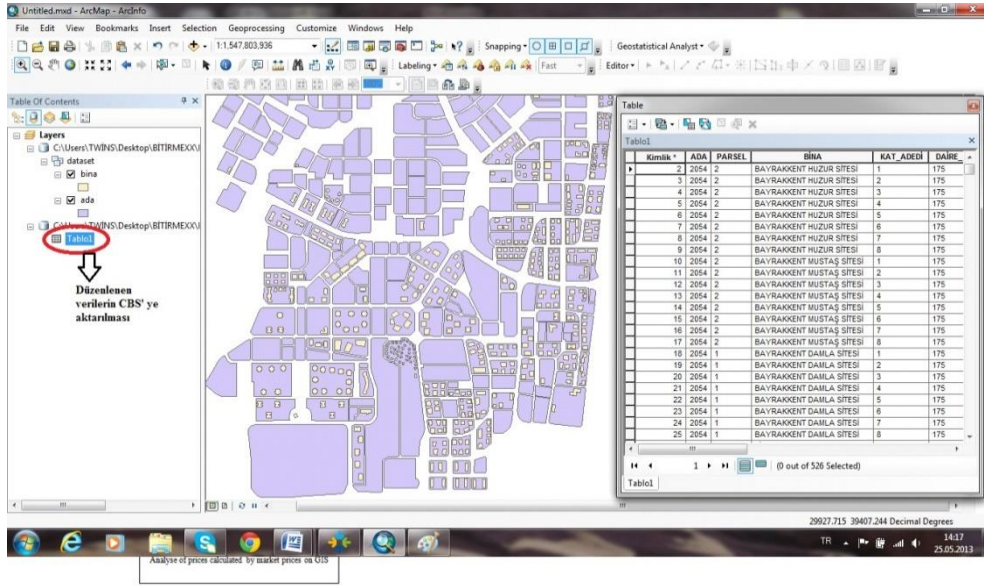 Untitled.mxd - ArcMap - ArcInfo
File Edit View Bookmarks Insert Selection Geoprocessing Customize Windows Help
1:1,547,803,936
Snapping
Geostatistical Analyst
Labeling
Fast
Editor
Table Of Contents
Layers
C:\Users\TWINS\Desktop\BİTİRMEXX\
dataset
bina
ada
C:\Users\TWINS\Desktop\BİTİRMEXX\
Tablo1
Düzenlenen
verilerin CBS' ye
aktarılması
Table
Tablo1
Kimlik * ADA PARSEL BİNA KAT_ADEDİ DAİRE_
2 2054 2 BAYRAKKENT HUZUR SİTESİ 1 175
3 2054 2 BAYRAKKENT HUZUR SİTESİ 2 175
4 2054 2 BAYRAKKENT HUZUR SİTESİ 3 175
5 2054 2 BAYRAKKENT HUZUR SİTESİ 4 175
6 2054 2 BAYRAKKENT HUZUR SİTESİ 5 175
7 2054 2 BAYRAKKENT HUZUR SİTESİ 6 175
8 2054 2 BAYRAKKENT HUZUR SİTESİ 7 175
9 2054 2 BAYRAKKENT HUZUR SİTESİ 8 175
10 2054 2 BAYRAKKENT MUSTAŞ SİTESİ 1 175
11 2054 2 BAYRAKKENT MUSTAŞ SİTESİ 2 175
12 2054 2 BAYRAKKENT MUSTAŞ SİTESİ 3 175
13 2054 2 BAYRAKKENT MUSTAŞ SİTESİ 4 175
14 2054 2 BAYRAKKENT MUSTAŞ SİTESİ 5 175
15 2054 2 BAYRAKKENT MUSTAŞ SİTESİ 6 175
16 2054 2 BAYRAKKENT MUSTAŞ SİTESİ 7 175
17 2054 2 BAYRAKKENT MUSTAŞ SİTESİ 8 175
18 2054 1 BAYRAKKENT DAMLA SİTESİ 1 175
19 2054 1 BAYRAKKENT DAMLA SİTESİ 2 175
20 2054 1 BAYRAKKENT DAMLA SİTESİ 3 175
21 2054 1 BAYRAKKENT DAMLA SİTESİ 4 175
22 2054 1 BAYRAKKENT DAMLA SİTESİ 5 175
23 2054 1 BAYRAKKENT DAMLA SİTESİ 6 175
24 2054 1 BAYRAKKENT DAMLA SİTESİ 7 175
25 2054 1 BAYRAKKENT DAMLA SİTESİ 8 175
1 (0 out of 526 Selected)
Tablo1
29927.715 39407.244 Decimal Degrees
TR 14:17
25.05.2013
Analyse of prices calculated by market prices on GIS